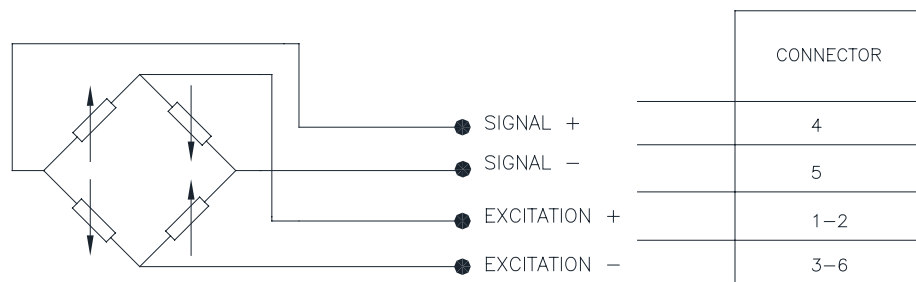 CONNECTOR
SIGNAL + 4
SIGNAL − 5
EXCITATION + 1−2
EXCITATION − 3−6